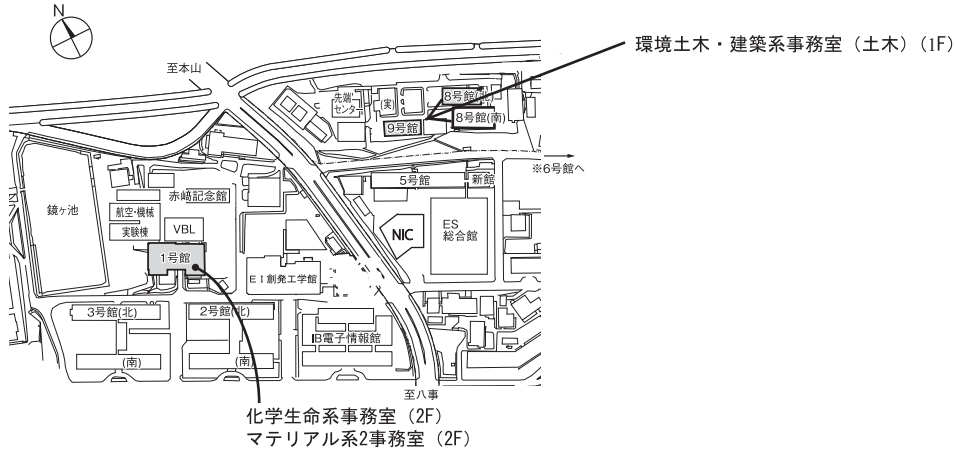 N
環境土木・建築系事務室（土木）(1F)
至本山
先端
センター
(実)
8号館(北)
8号館(南)
9号館
※6号館へ
5号館
新館
赤﨑記念館
鏡ヶ池
航空・機械
実験棟
VBL
NIC
ES
総合館
1号館
EI創発工学館
3号館(北)
2号館(北)
IB電子情報館
(南)
(南)
至八事
化学生命系事務室（2F）
マテリアル系2事務室（2F）